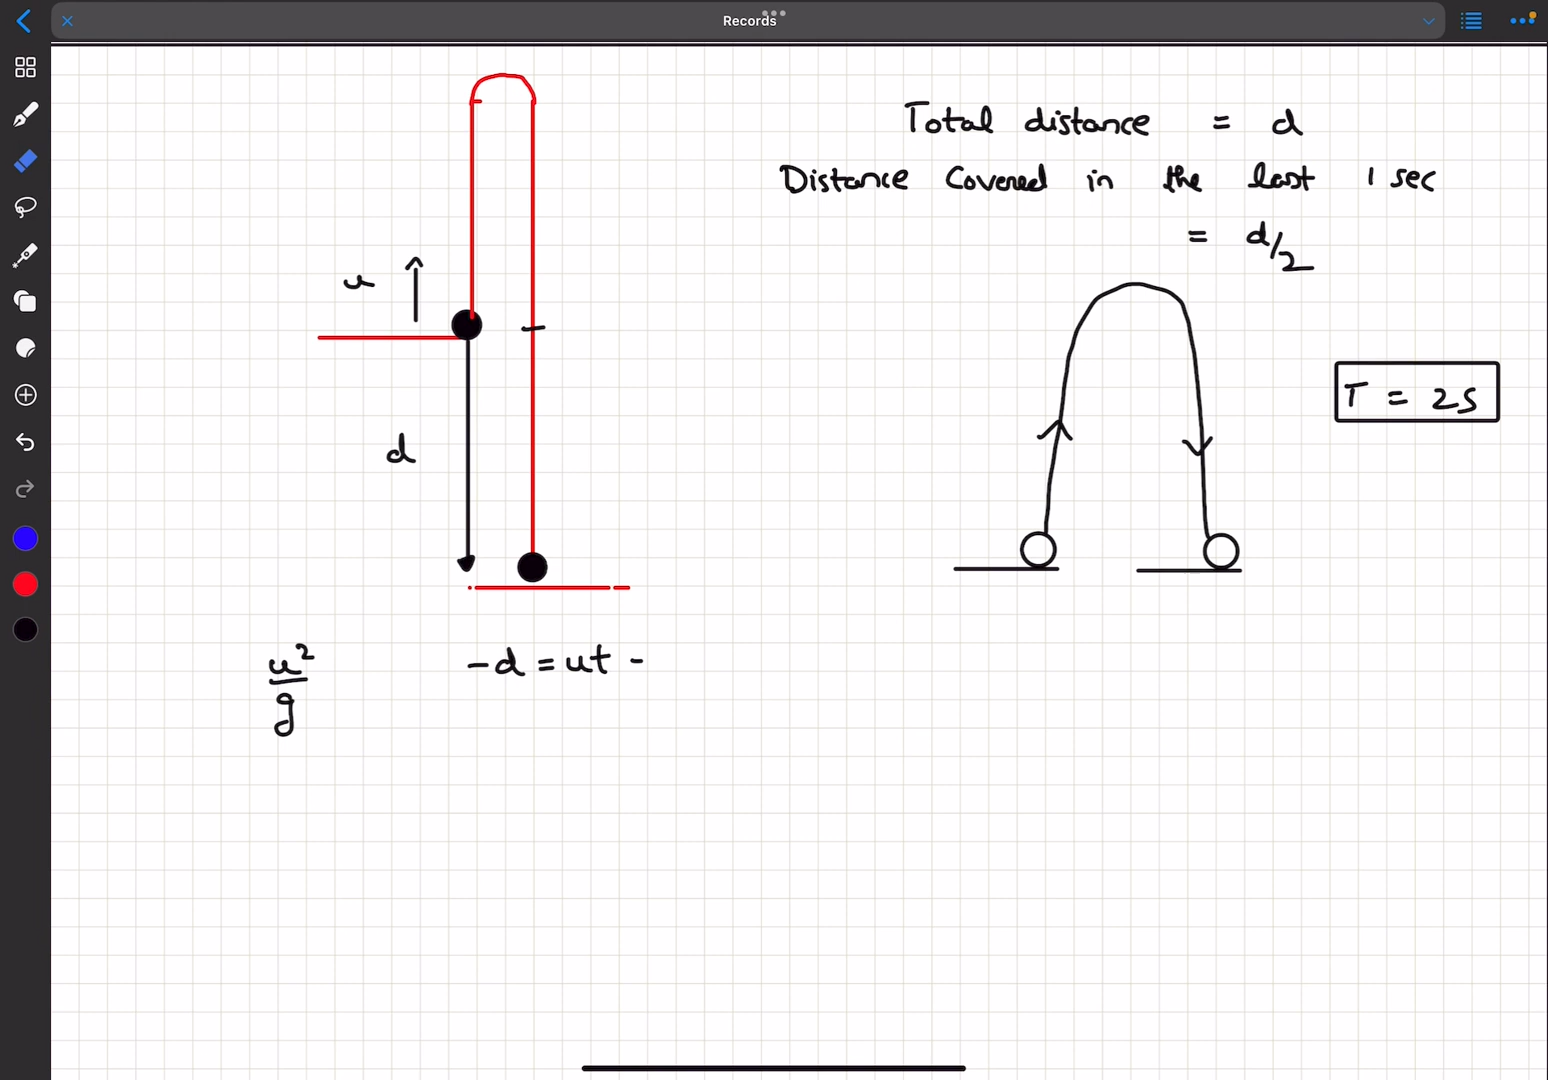 Records
Total distance = d
Distance Covered in the last 1 sec
= d/2
u
d
T = 2s
u²/g
-d = ut -